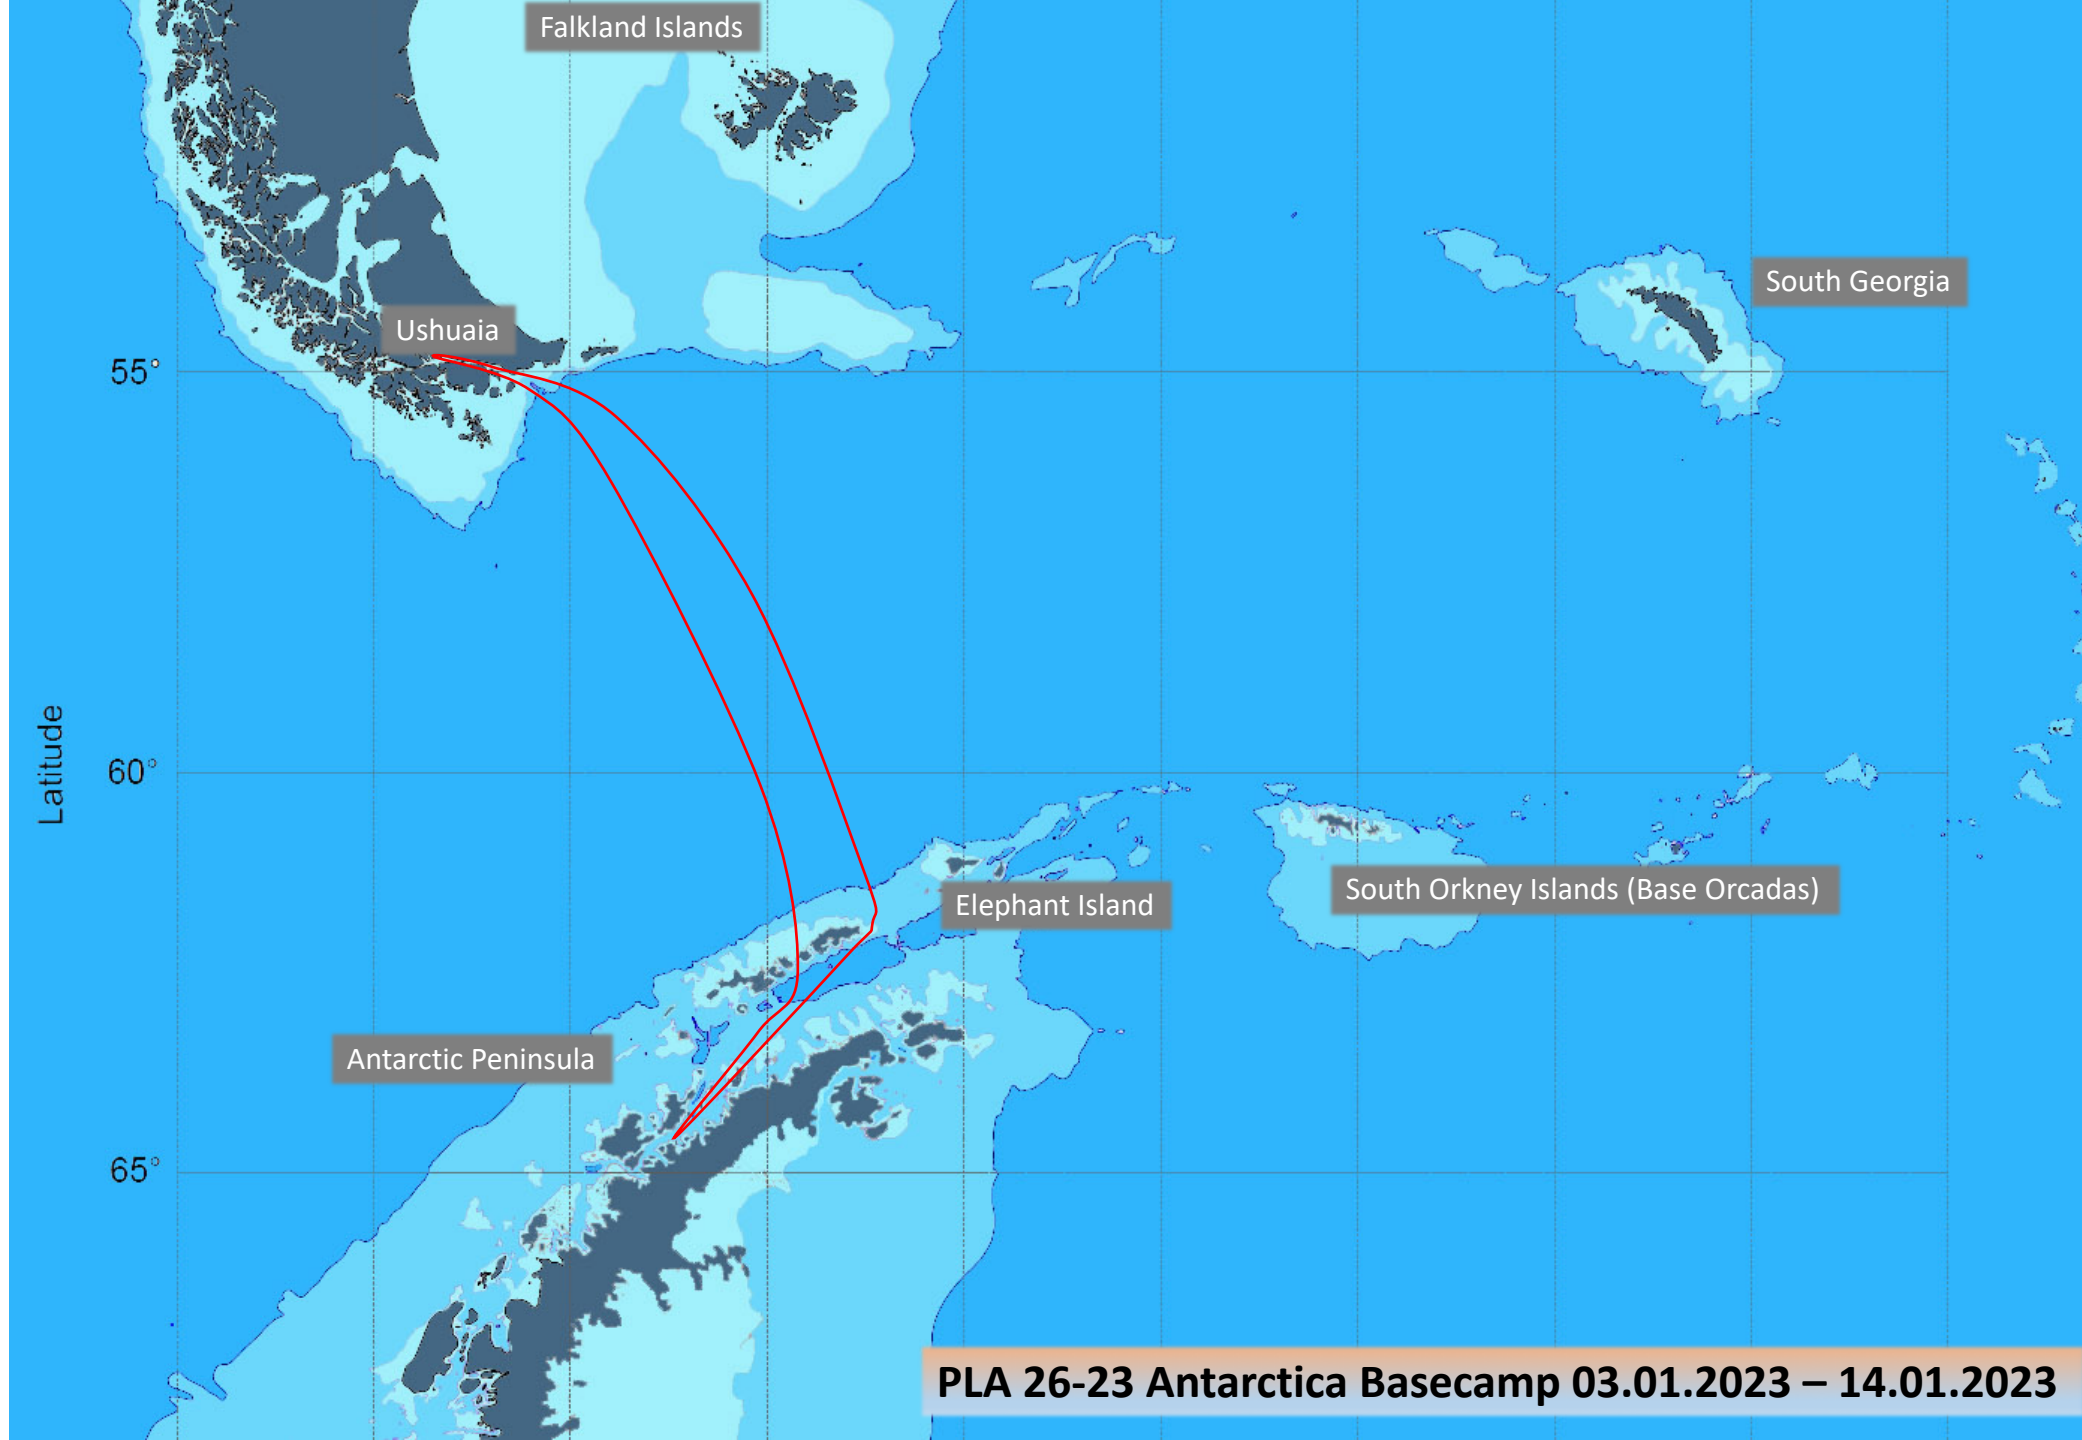 Falkland Islands
South Georgia
Ushuaia
55°
Latitude
60°
Elephant Island
South Orkney Islands (Base Orcadas)
Antarctic Peninsula
65°
PLA 26-23 Antarctica Basecamp 03.01.2023 – 14.01.2023